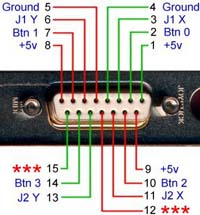 Ground 5
J1 Y 6
Btn 1 7
+5v 8
4 Ground
3 J1 X
2 Btn 0
1 +5v
*** 15
Btn 3 14
J2 Y 13
9 +5v
10 Btn 2
11 J2 X
12 ***